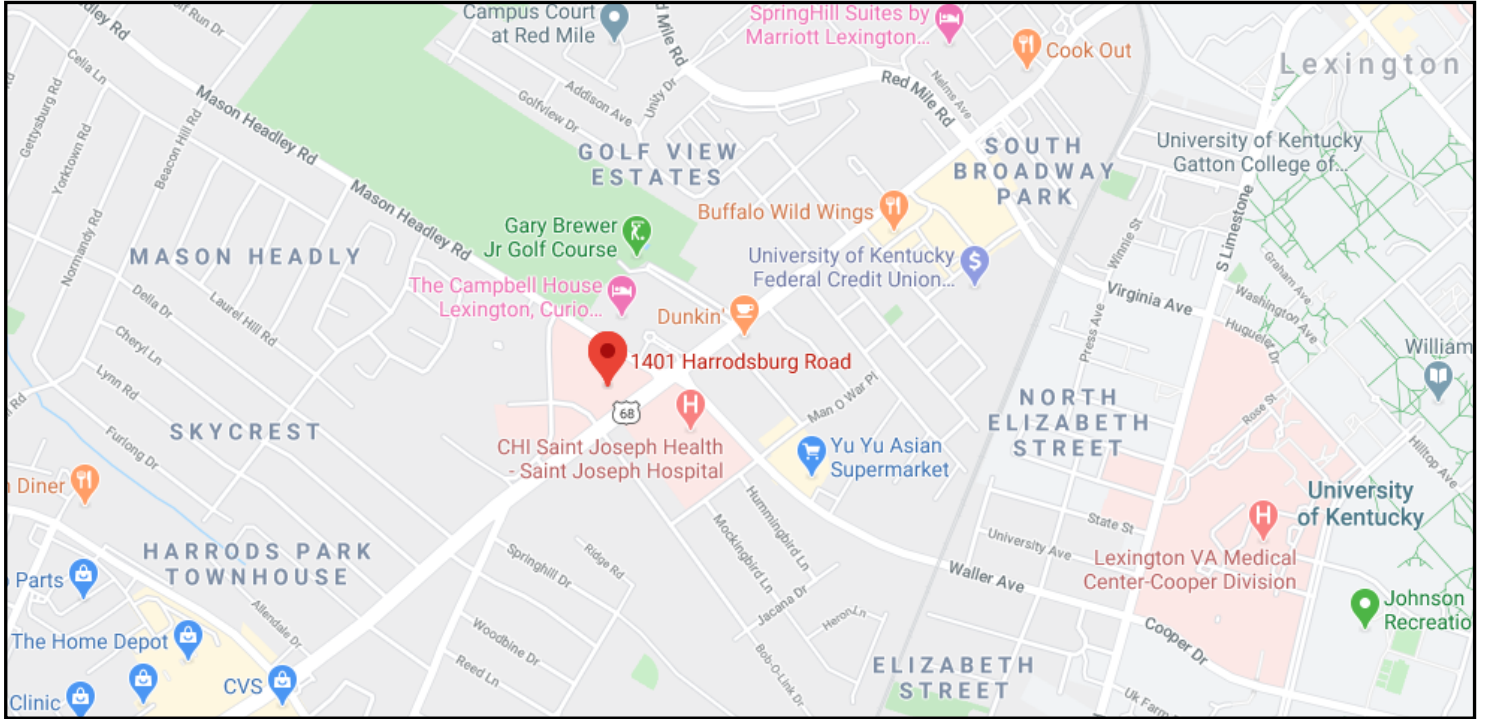 Campus Court
at Red Mile
SpringHill Suites by
Marriott Lexington...
Cook Out
Lexington
Celia Ln
Mason Headley Rd
Gettysburg Rd
Yorktown Rd
Beacon Hill Rd
Normandy Rd
Addison Ave
Golfview Dr
Unity Dr
Red Mile Rd
Nelms Ave
GOLF VIEW
ESTATES
SOUTH
BROADWAY
PARK
University of Kentucky
Gatton College of...
Mason Headley Rd
Gary Brewer
Jr Golf Course
Buffalo Wild Wings
University of Kentucky
Federal Credit Union...
Winnie St
S Limestone
MASON HEADLY
The Campbell House
Lexington, Curio...
Dunkin'
Virginia Ave
Graham Ave
Washington Ave
Huguelet Dr
Press Ave
Della Dr
Laurel Hill Rd
Cheryl Ln
Lynn Rd
1401 Harrodsburg Road
68
William
Man O War Pl
Rose St
Hilltop Ave
SKYCREST
Furlong Dr
H
CHI Saint Joseph Health
- Saint Joseph Hospital
Yu Yu Asian
Supermarket
NORTH
ELIZABETH
STREET
Diner
Hummingbird Ln
Mockingbird Ln
University
of Kentucky
H
State St
University Ave
Lexington VA Medical
Center-Cooper Division
HARRODS PARK
TOWNHOUSE
Springhill Dr
Ridge Rd
Waller Ave
Parts
Jacana Dr
Heron Ln
Johnson
Recreatio
Allendale Dr
The Home Depot
Woodbine Dr
Reed Ln
Bob-O-Link Dr
Cooper Dr
ELIZABETH
STREET
CVS
Clinic
Uk Farm